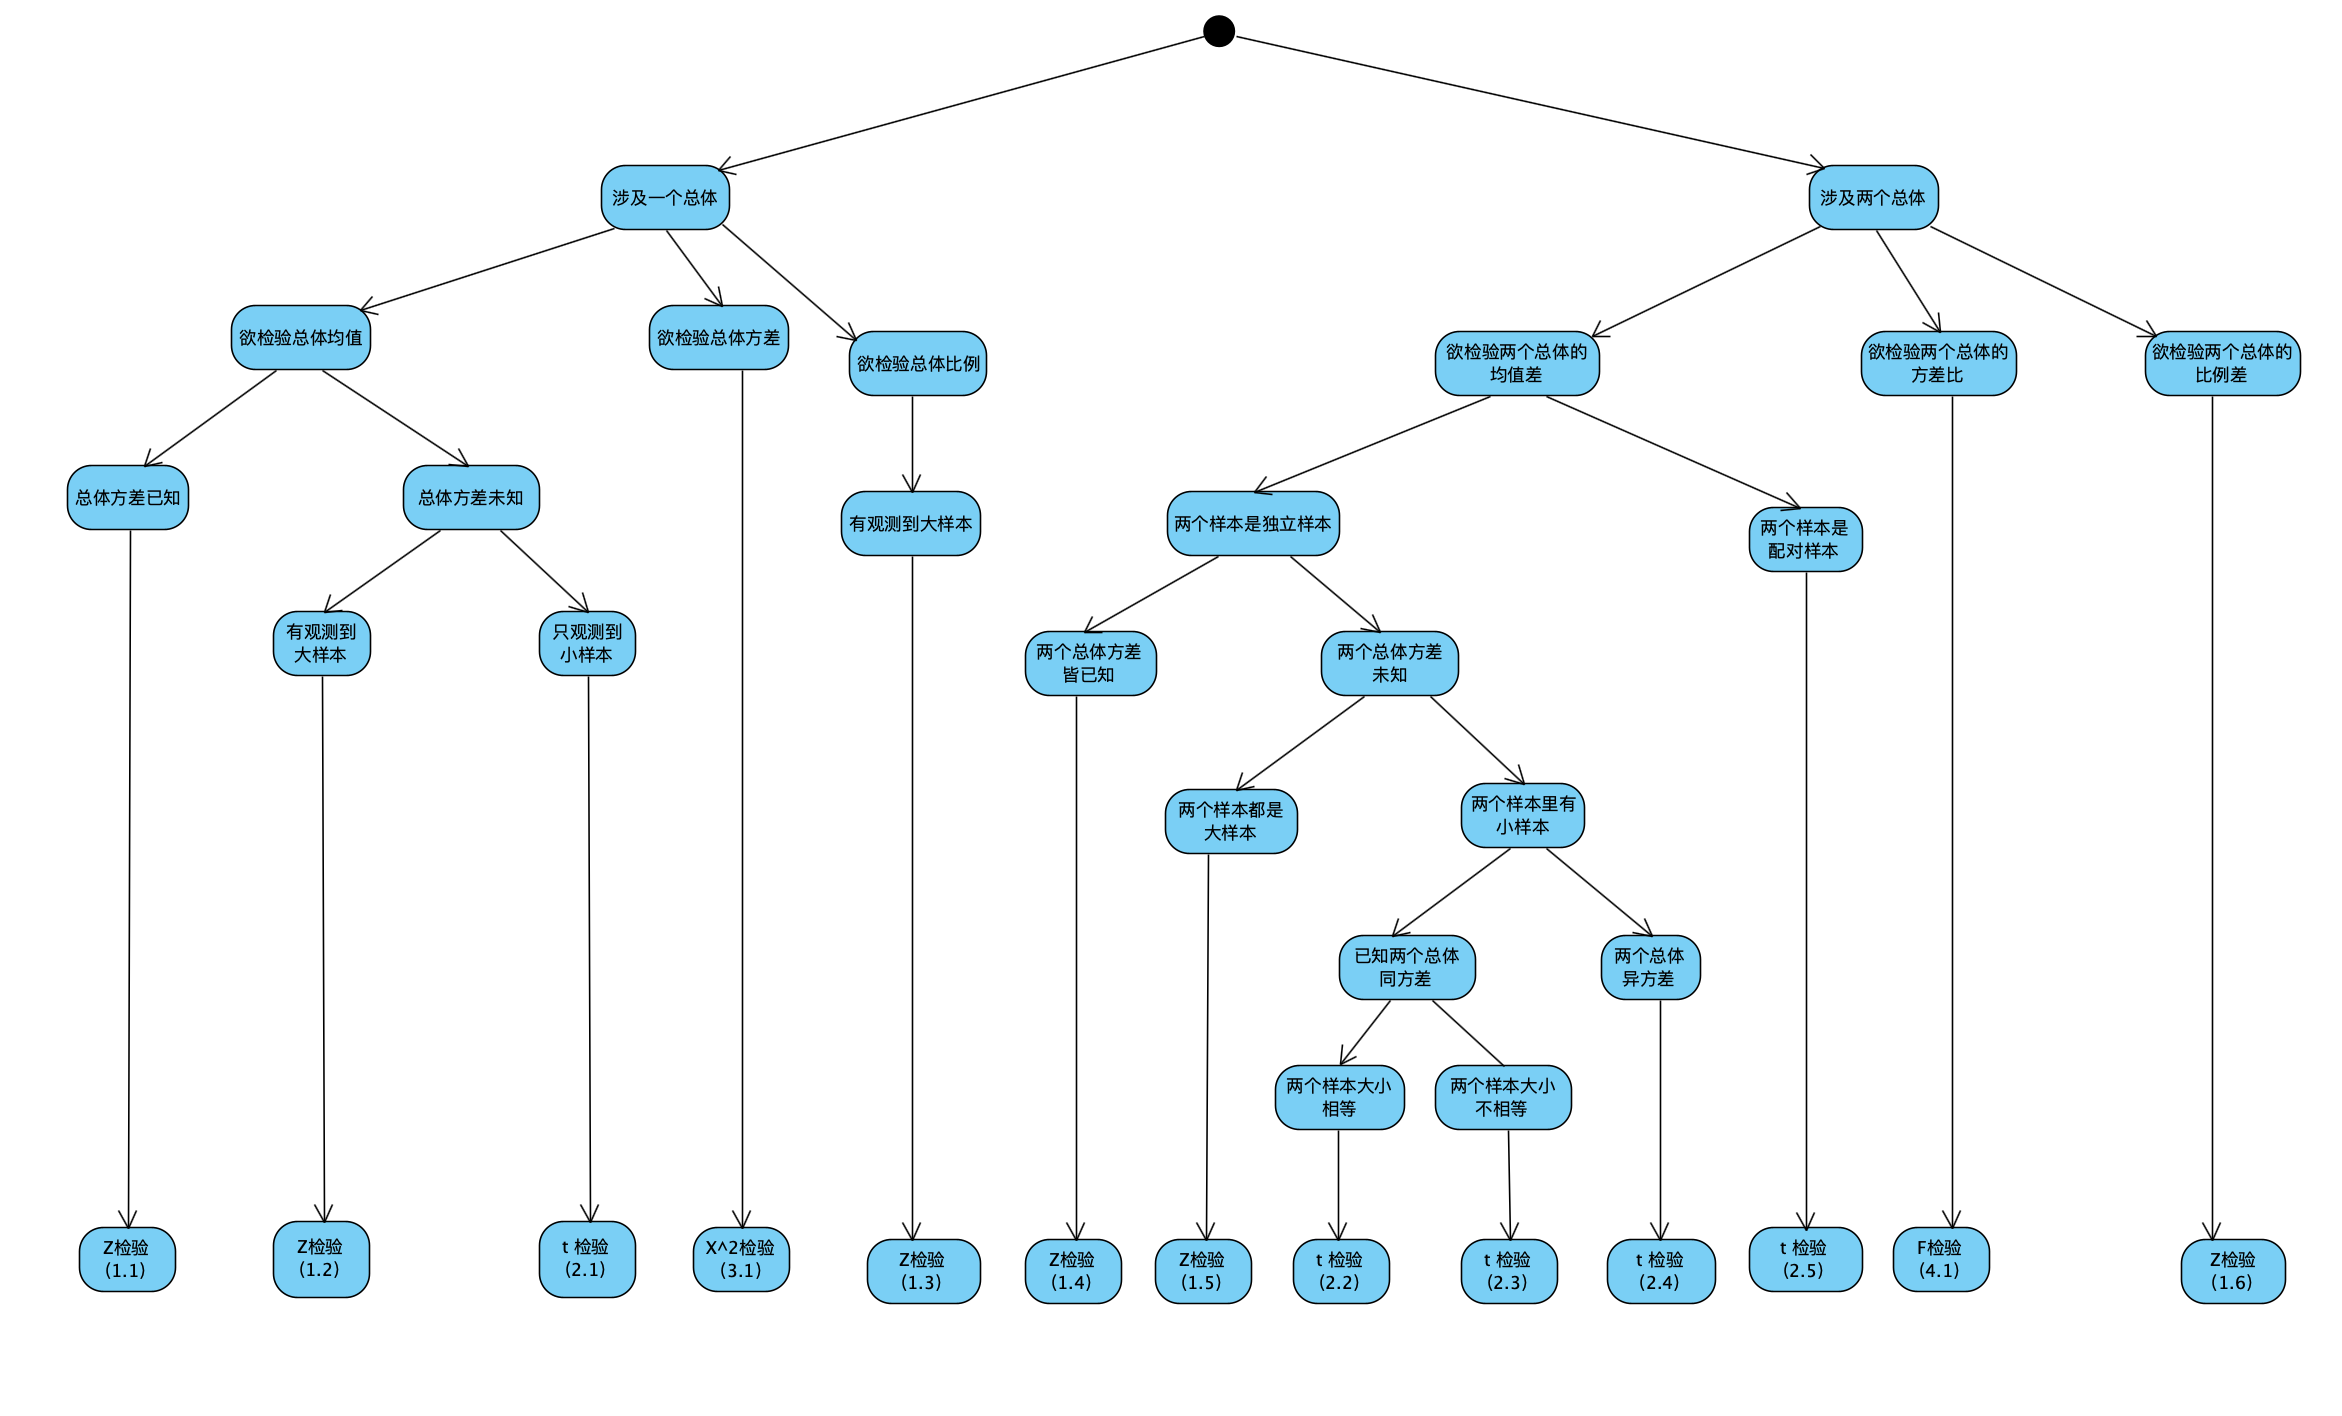 涉及一个总体
涉及两个总体
欲检验总体均值
欲检验总体方差
欲检验总体比例
欲检验两个总体的
均值差
欲检验两个总体的
方差比
欲检验两个总体的
比例差
总体方差已知
总体方差未知
有观测到大样本
两个样本是独立样本
两个样本是
配对样本
有观测到
大样本
只观测到
小样本
两个总体方差
皆已知
两个总体方差
未知
两个样本都是
大样本
两个样本里有
小样本
已知两个总体
同方差
两个总体
异方差
两个样本大小
相等
两个样本大小
不相等
Z检验
(1.1)
Z检验
(1.2)
t 检验
(2.1)
X^2检验
(3.1)
Z检验
(1.3)
Z检验
(1.4)
Z检验
(1.5)
t 检验
(2.2)
t 检验
(2.3)
t 检验
(2.4)
t 检验
(2.5)
F检验
(4.1)
Z检验
(1.6)